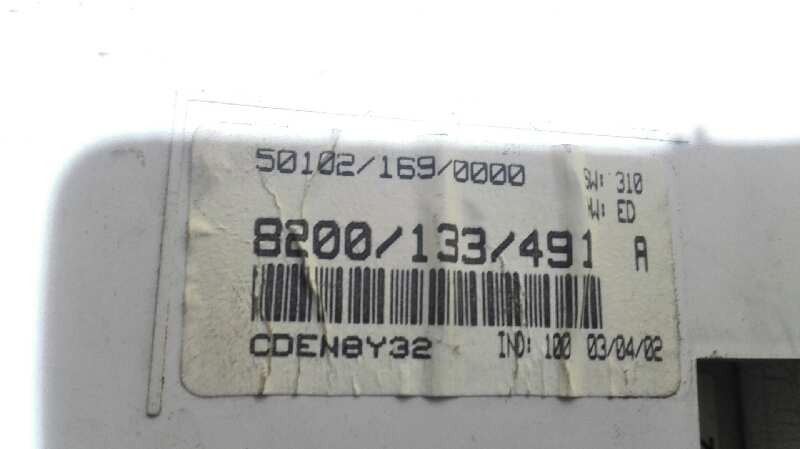 50102/169/0000
SW: 310
HW: ED
8200/133/491 A
CDEN8Y32
IND: 100 03/04/02